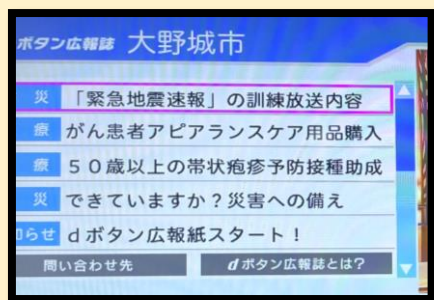 ボタン広報誌 大野城市
災 「緊急地震速報」の訓練放送内容
療 がん患者アピアランスケア用品購入
療 50歳以上の帯状疱疹予防接種助成
災 できていますか?災害への備え
らせ dボタン広報紙スタート!
問い合わせ先 dボタン広報誌とは?